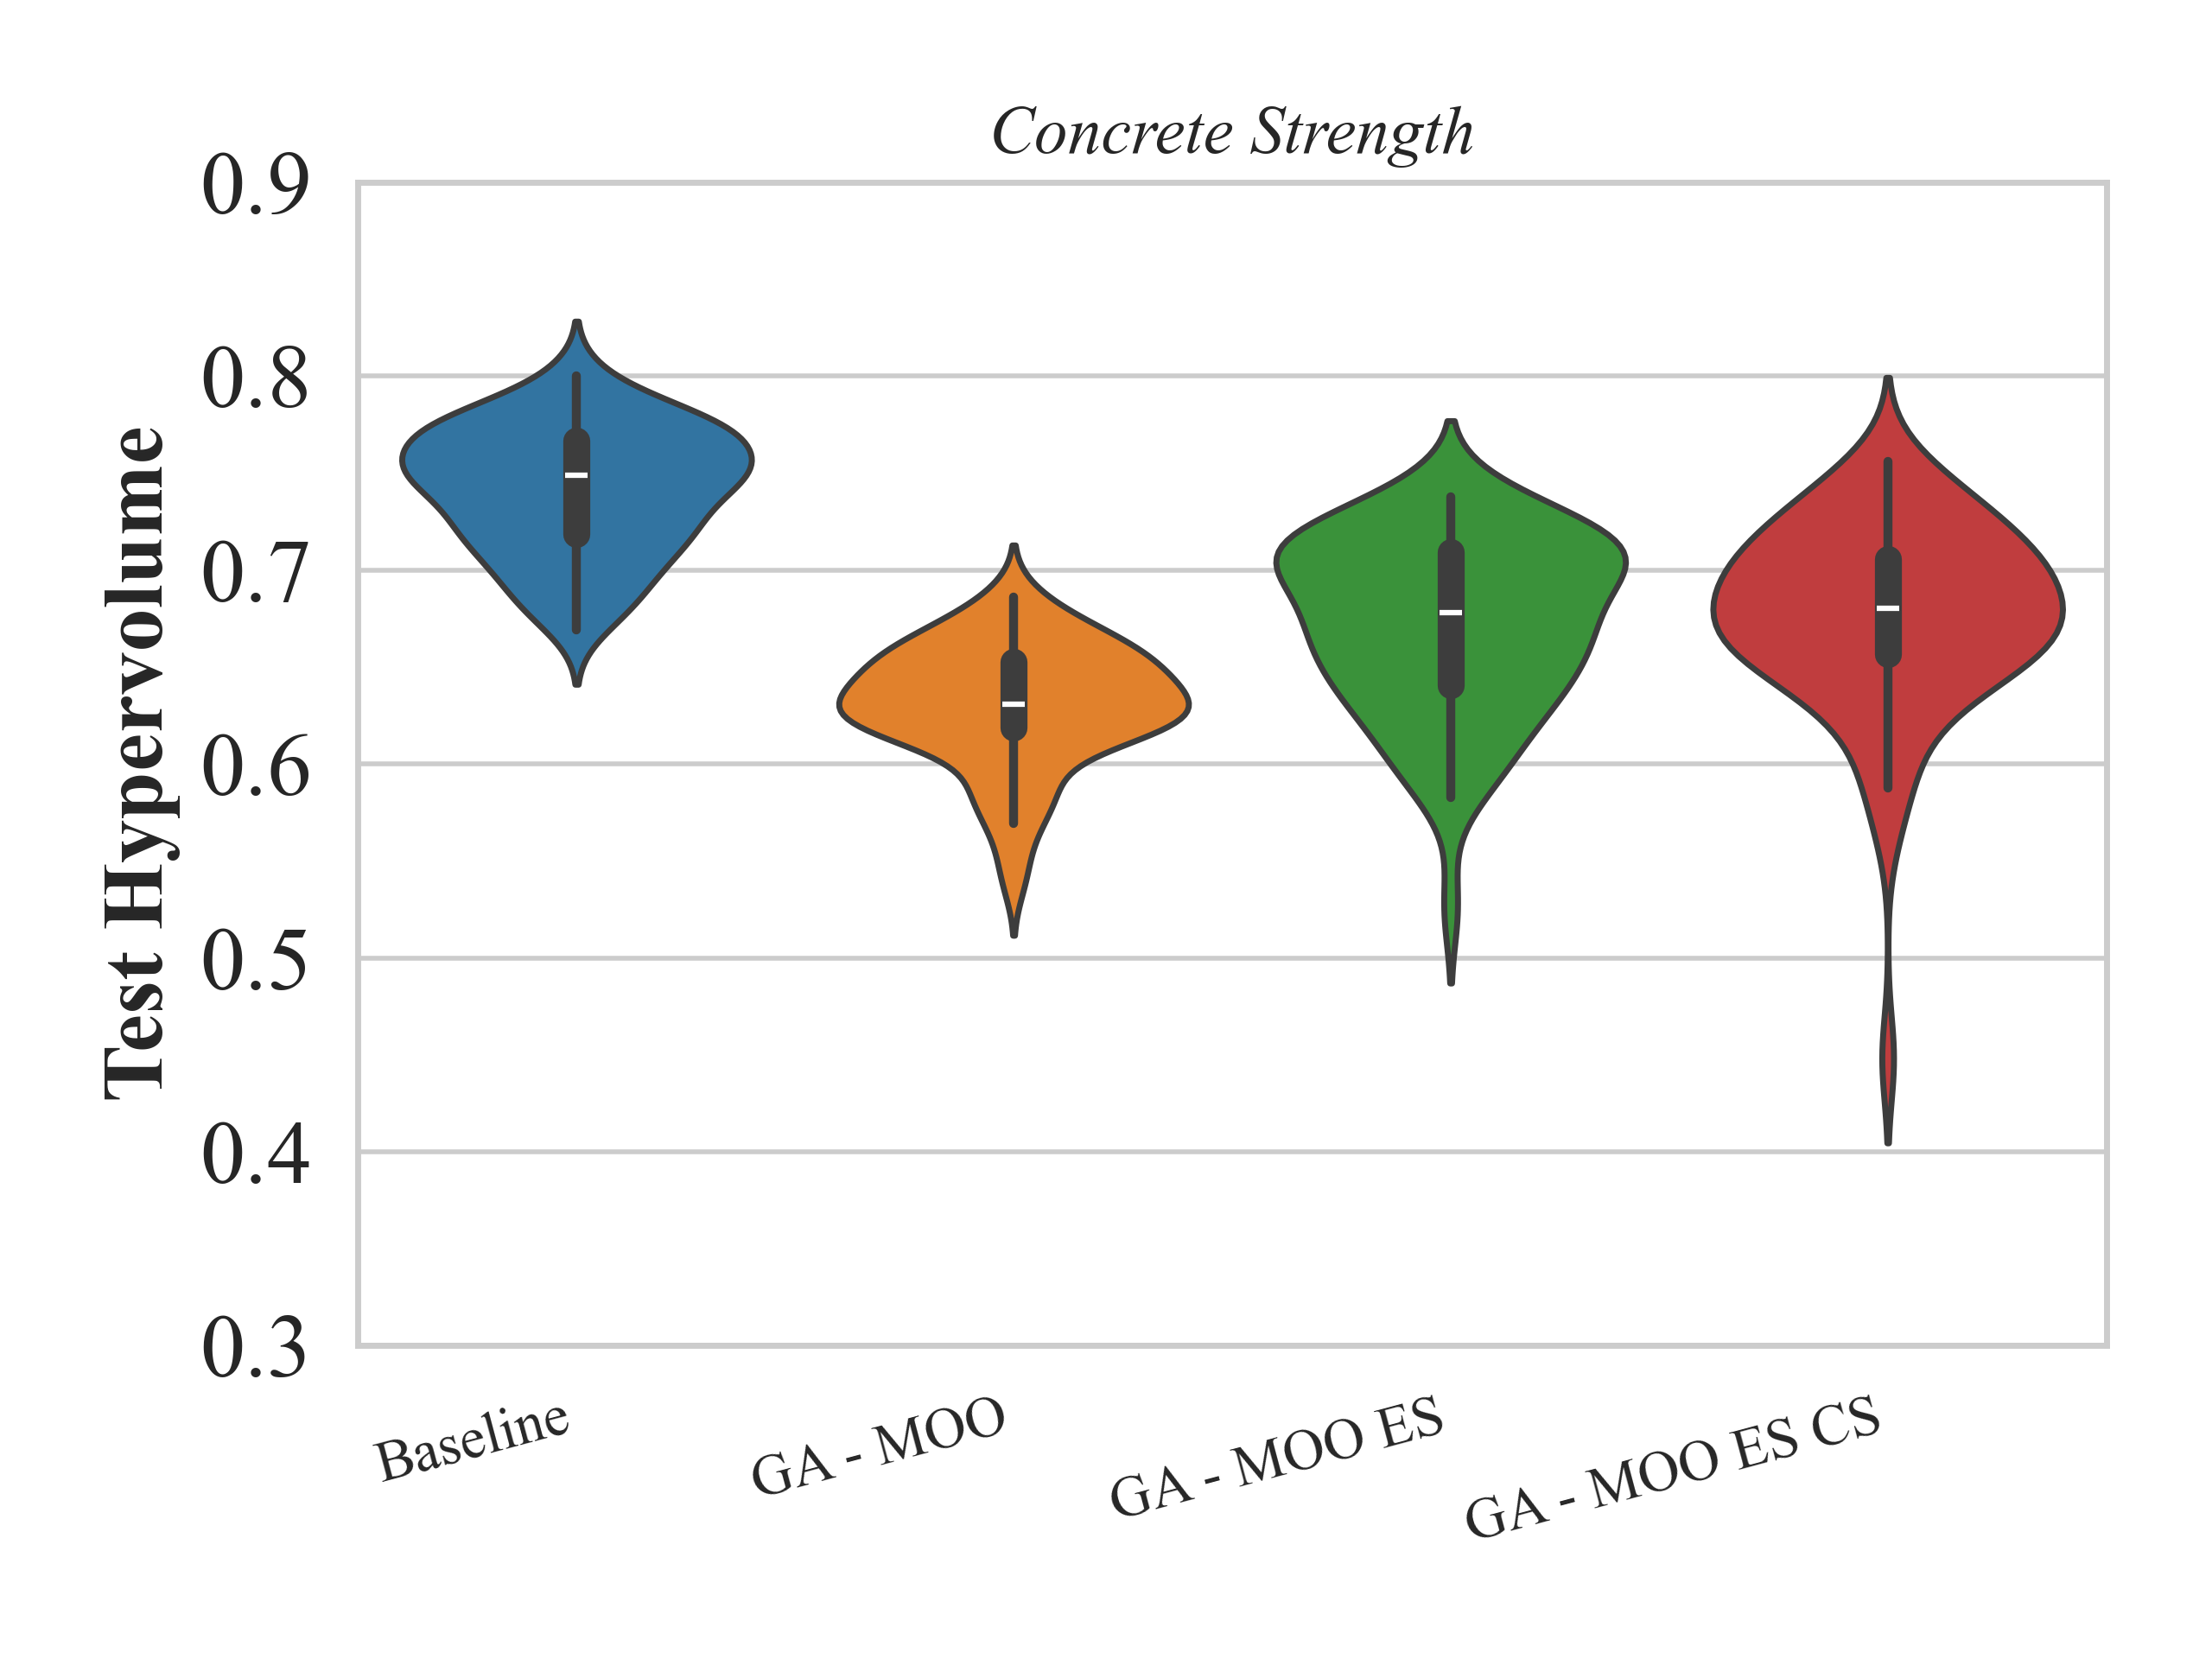 Concrete Strength
Test Hypervolume
0.9
0.8
0.7
0.6
0.5
0.4
0.3
Baseline
GA - MOO
GA - MOO ES
GA - MOO ES CS